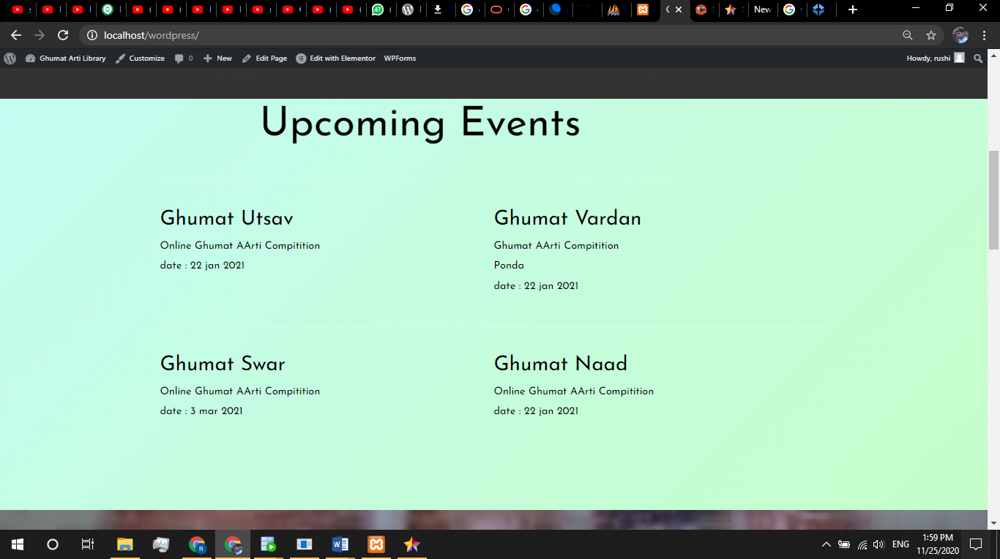 47
New
localhost/wordpress/
Ghumat Arti Library
Customize
0
New
Edit Page
Edit with Elementor
WPForms
Howdy, rushi
Upcoming Events
Ghumat Utsav
Online Ghumat AArti Compitition
date : 22 jan 2021
Ghumat Vardan
Ghumat AArti Compitition
Ponda
date : 22 jan 2021
Ghumat Swar
Online Ghumat AArti Compitition
date : 3 mar 2021
Ghumat Naad
Online Ghumat AArti Compitition
date : 22 jan 2021
ENG
1:59 PM
11/25/2020